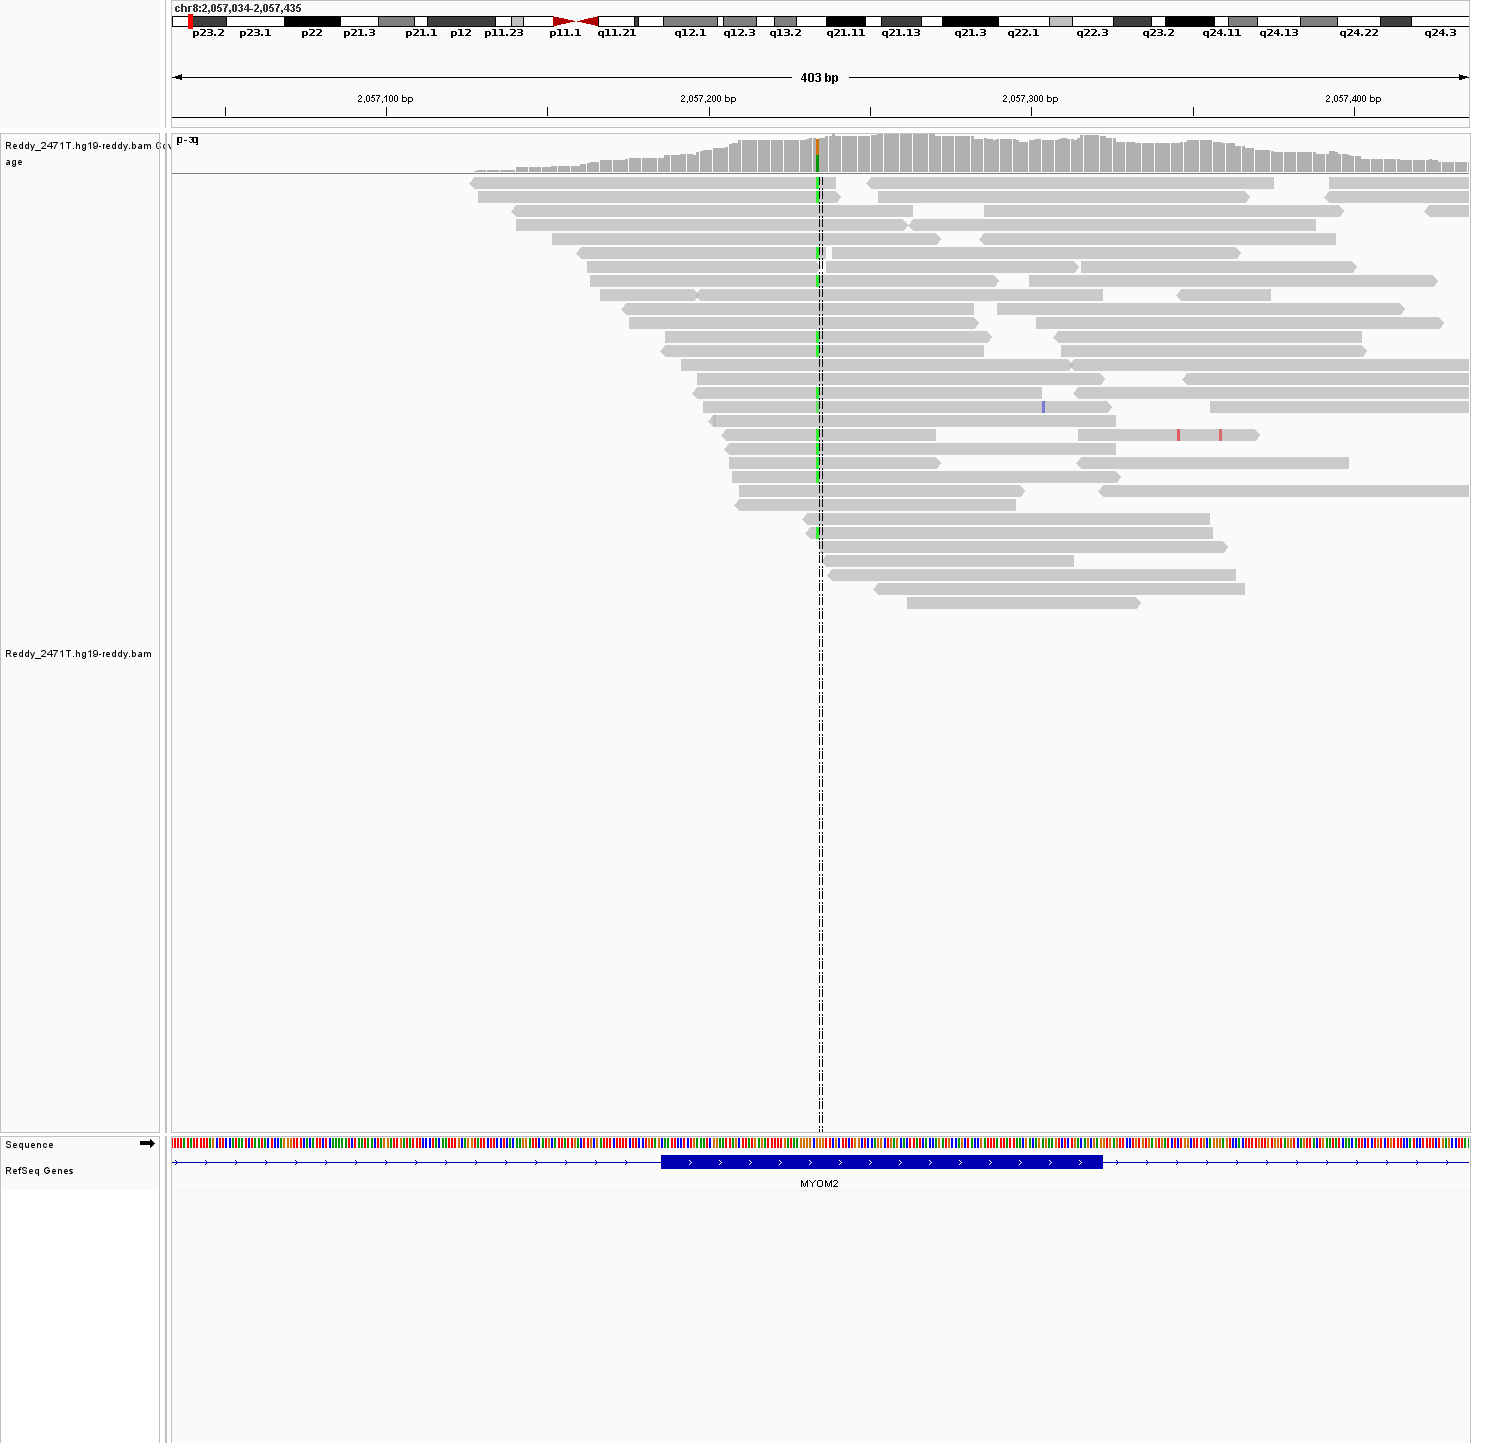 chr8:2,057,034-2,057,435
p23.2 p23.1 p22 p21.3 p21.1 p12 p11.23 p11.1 q11.21 q12.1 q12.3 q13.2 q21.11 q21.13 q21.3 q22.1 q22.3 q23.2 q24.11 q24.13 q24.22 q24.3
403 bp
2,057,100 bp 2,057,200 bp 2,057,300 bp 2,057,400 bp
Reddy_2471T.hg19-reddy.bam Cov
age
Reddy_2471T.hg19-reddy.bam
Sequence
RefSeq Genes
MYOM2